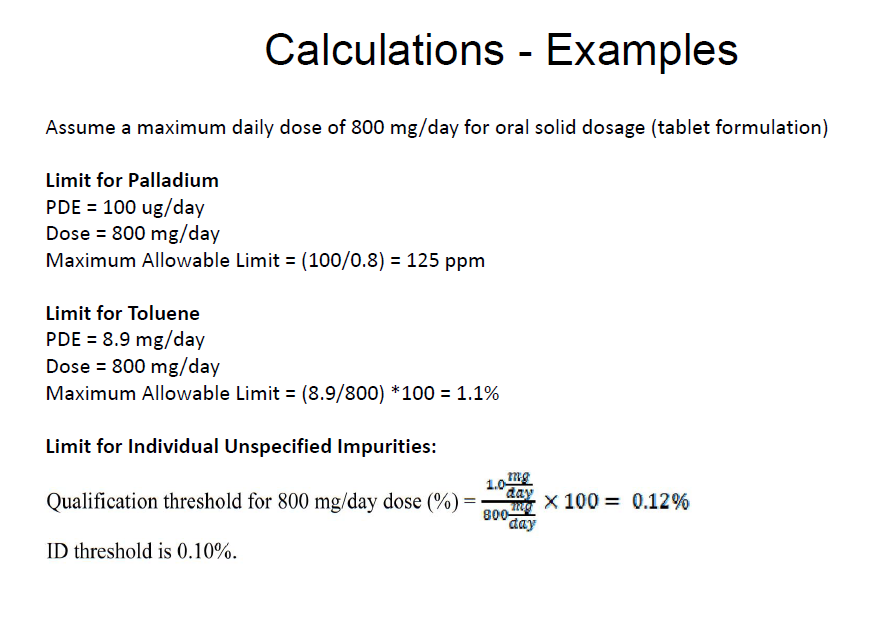 Calculations - Examples
Assume a maximum daily dose of 800 mg/day for oral solid dosage (tablet formulation)
Limit for Palladium
PDE = 100 ug/day
Dose = 800 mg/day
Maximum Allowable Limit = (100/0.8) = 125 ppm
Limit for Toluene
PDE = 8.9 mg/day
Dose = 800 mg/day
Maximum Allowable Limit = (8.9/800) *100 = 1.1%
Limit for Individual Unspecified Impurities:
Qualification threshold for 800 mg/day dose (%) = 1.0 mg/day / 800 mg/day × 100 = 0.12%
ID threshold is 0.10%.